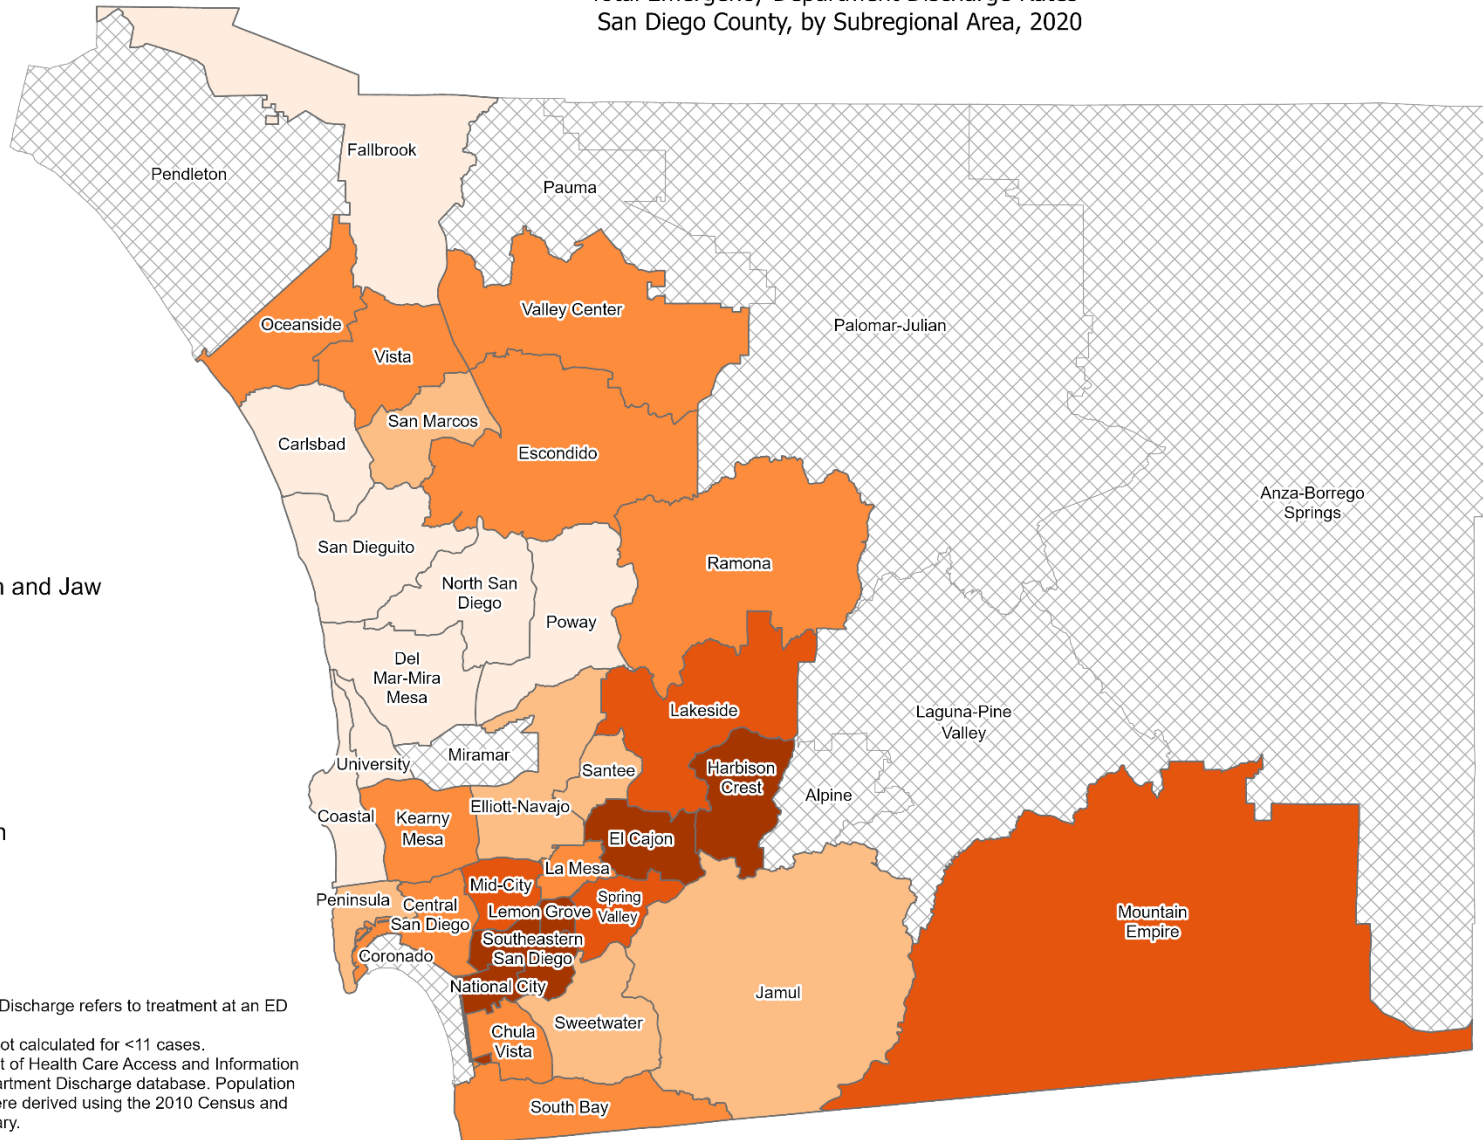 Total Emergency Department Discharge Rates
San Diego County, by Subregional Area, 2020
Pendleton
Fallbrook
Pauma
Oceanside
Vista
Valley Center
Palomar-Julian
San Marcos
Carlsbad
Escondido
Anza-Borrego
Springs
San Dieguito
North San
Diego
Poway
Ramona
and Jaw
Del
Mar-Mira
Mesa
Lakeside
Laguna-Pine
Valley
University
Miramar
Santee
Harbison
Crest
Alpine
Coastal
Kearny
Mesa
Elliott-Navajo
El Cajon
La Mesa
Mid-City
Peninsula
Central
San Diego
Lemon Grove
Spring
Valley
Mountain
Empire
Southeastern
San Diego
Coronado
National City
Jamul
Sweetwater
Chula
Vista
South Bay
Discharge refers to treatment at an ED
calculated for <11 cases.
of Health Care Access and Information
Discharge database. Population
derived using the 2010 Census and